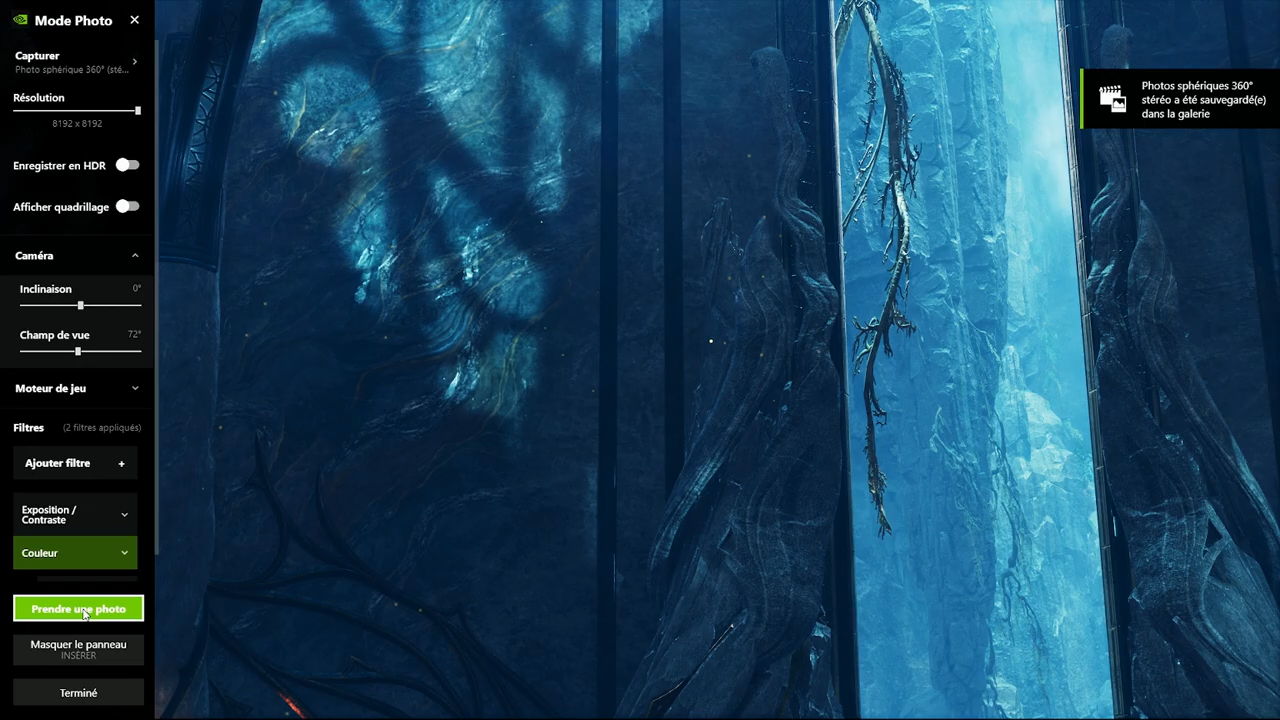 Mode Photo
Capturer
Photo sphérique 360° (sté...
Résolution
8192 x 8192
Enregistrer en HDR
Afficher quadrillage
Caméra
Inclinaison 0°
Champ de vue 72°
Moteur de jeu
Filtres (2 filtres appliqués)
Ajouter filtre +
Exposition /
Contraste
Couleur
Prendre une photo
Masquer le panneau
INSÉRER
Terminé
Photos sphériques 360°
stéréo a été sauvegardé(e)
dans la galerie